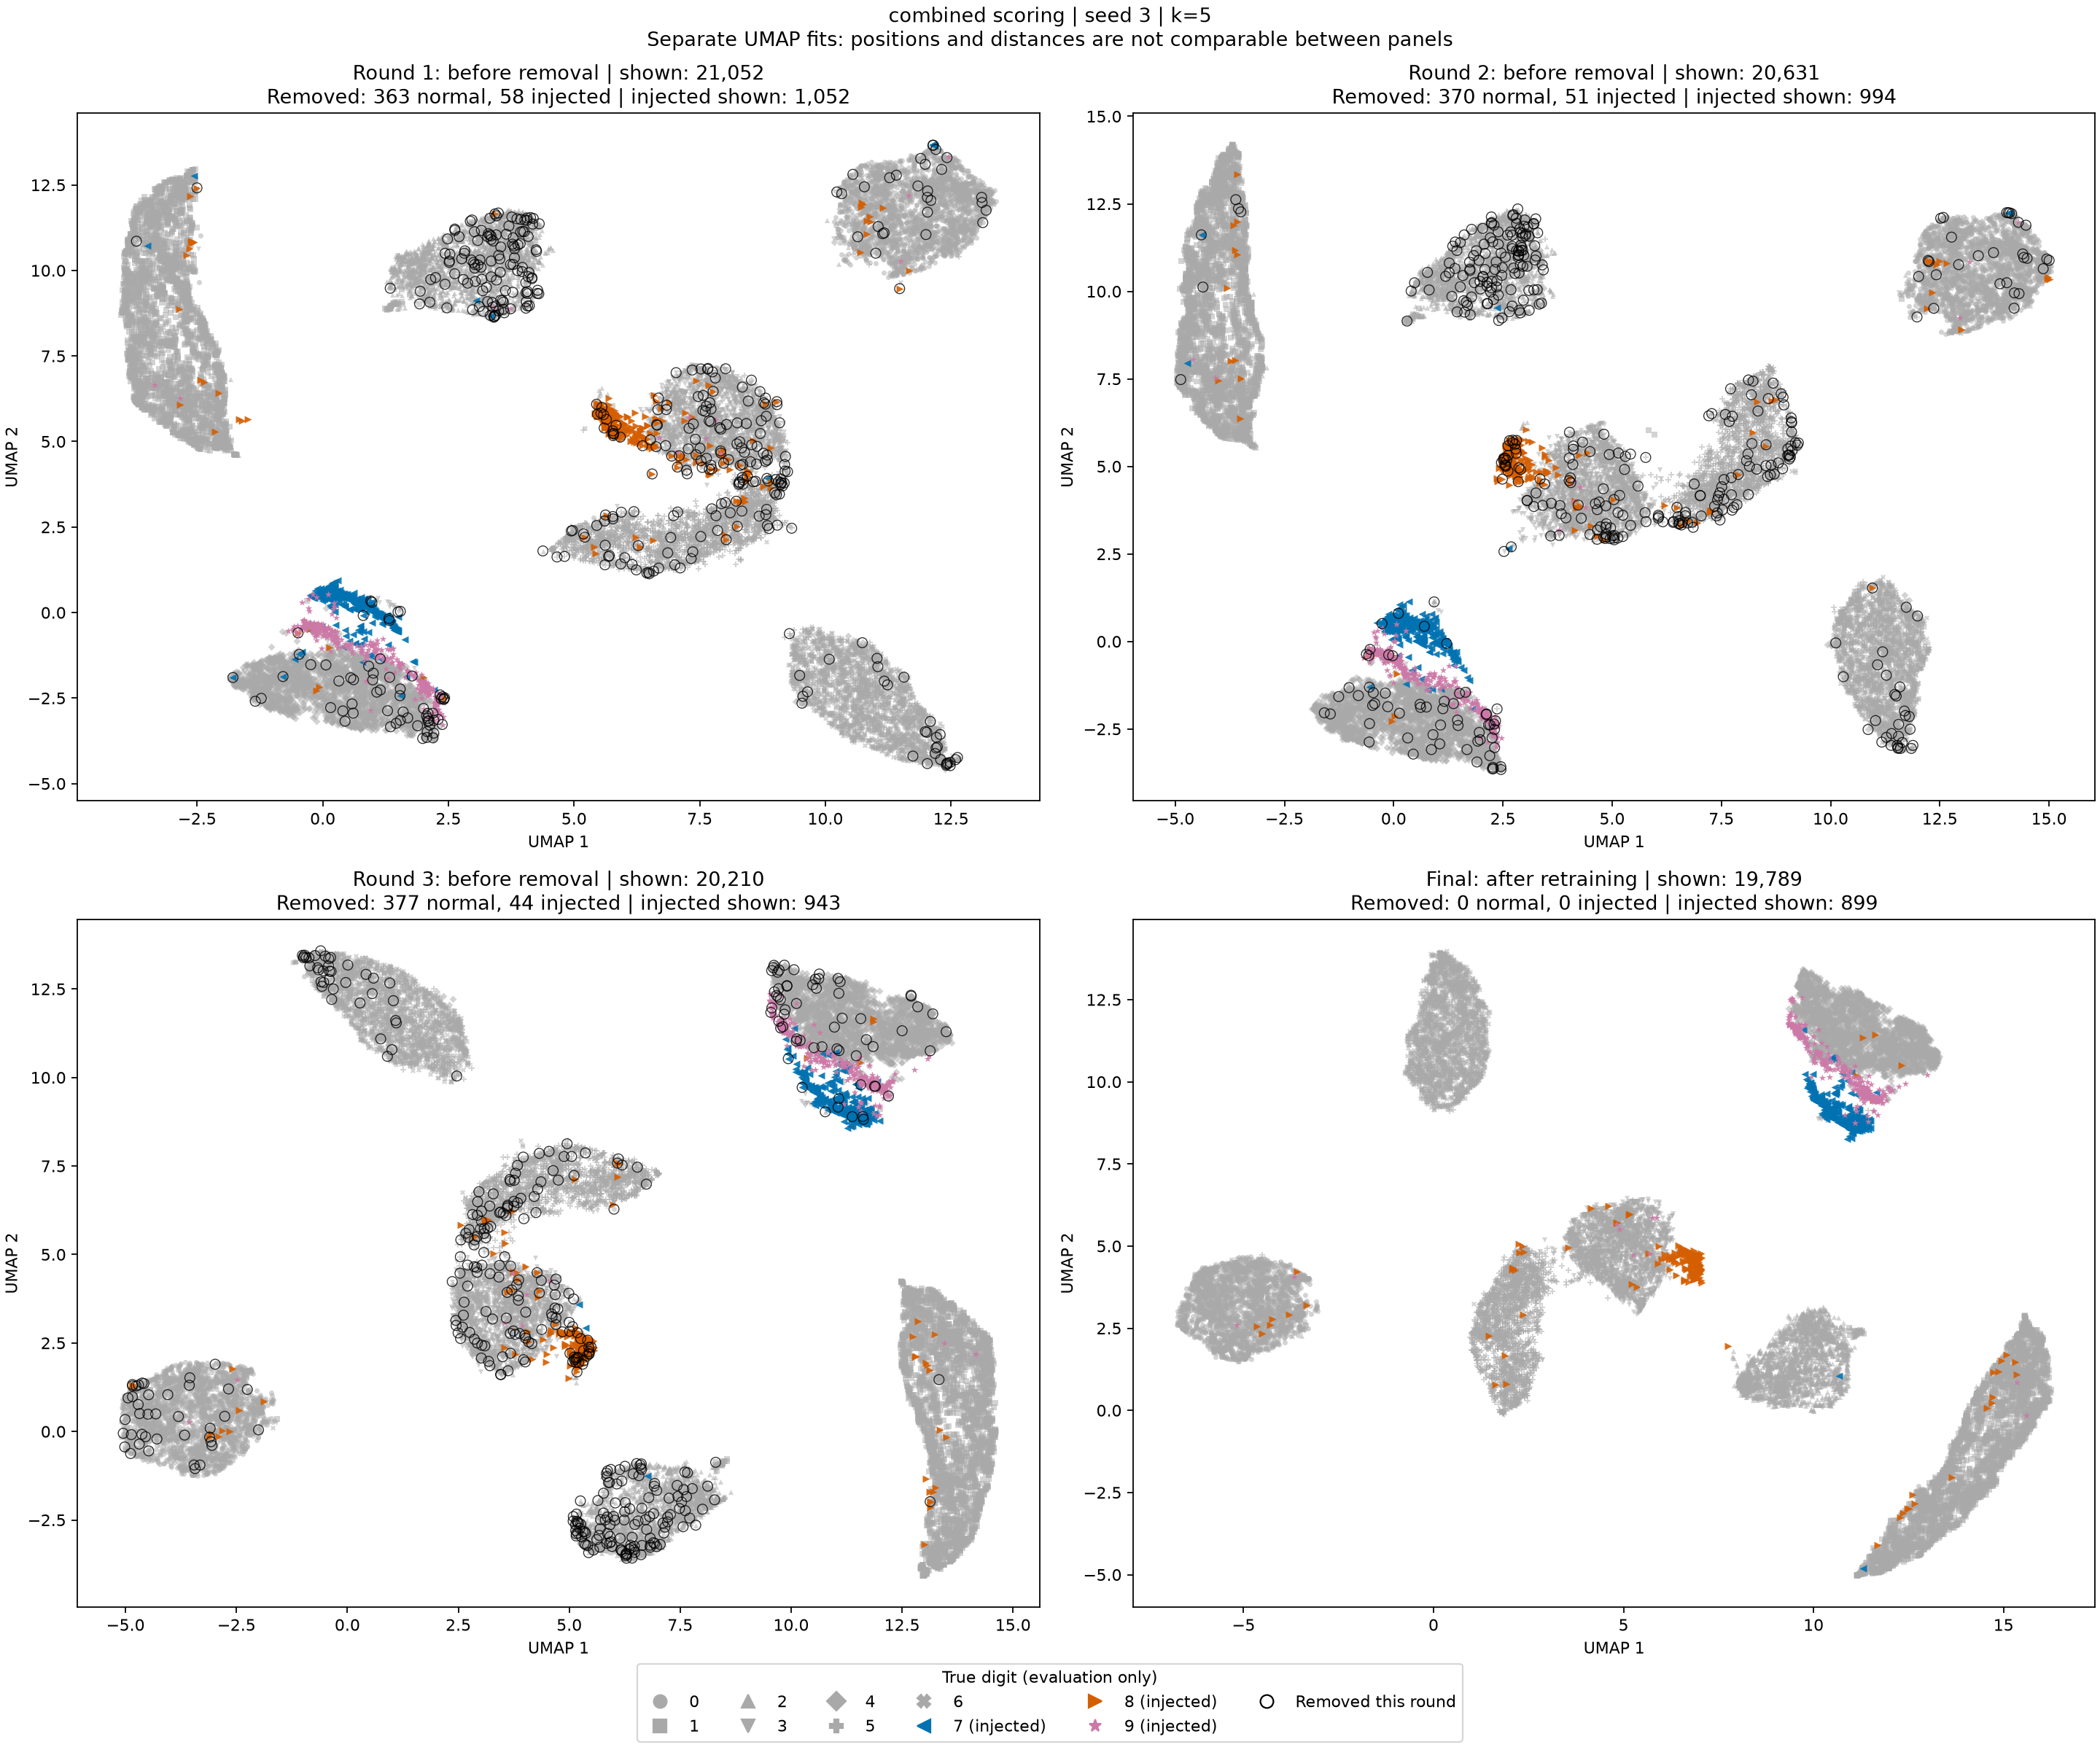 combined scoring | seed 3 | k=5
Separate UMAP fits: positions and distances are not comparable between panels
Round 1: before removal | shown: 21,052
Removed: 363 normal, 58 injected | injected shown: 1,052
12.5
10.0
7.5
5.0
2.5
0.0
−2.5
−5.0
UMAP 2
−2.5
0.0
2.5
5.0
7.5
10.0
12.5
UMAP 1
Round 2: before removal | shown: 20,631
Removed: 370 normal, 51 injected | injected shown: 994
15.0
12.5
10.0
7.5
5.0
2.5
0.0
−2.5
UMAP 2
−5.0
−2.5
0.0
2.5
5.0
7.5
10.0
12.5
15.0
UMAP 1
Round 3: before removal | shown: 20,210
Removed: 377 normal, 44 injected | injected shown: 943
12.5
10.0
7.5
5.0
2.5
0.0
−2.5
UMAP 2
−5.0
−2.5
0.0
2.5
5.0
7.5
10.0
12.5
15.0
UMAP 1
Final: after retraining | shown: 19,789
Removed: 0 normal, 0 injected | injected shown: 899
12.5
10.0
7.5
5.0
2.5
0.0
−2.5
−5.0
UMAP 2
−5
0
5
10
15
UMAP 1
True digit (evaluation only)
0
1
2
3
4
5
6
7 (injected)
8 (injected)
9 (injected)
Removed this round